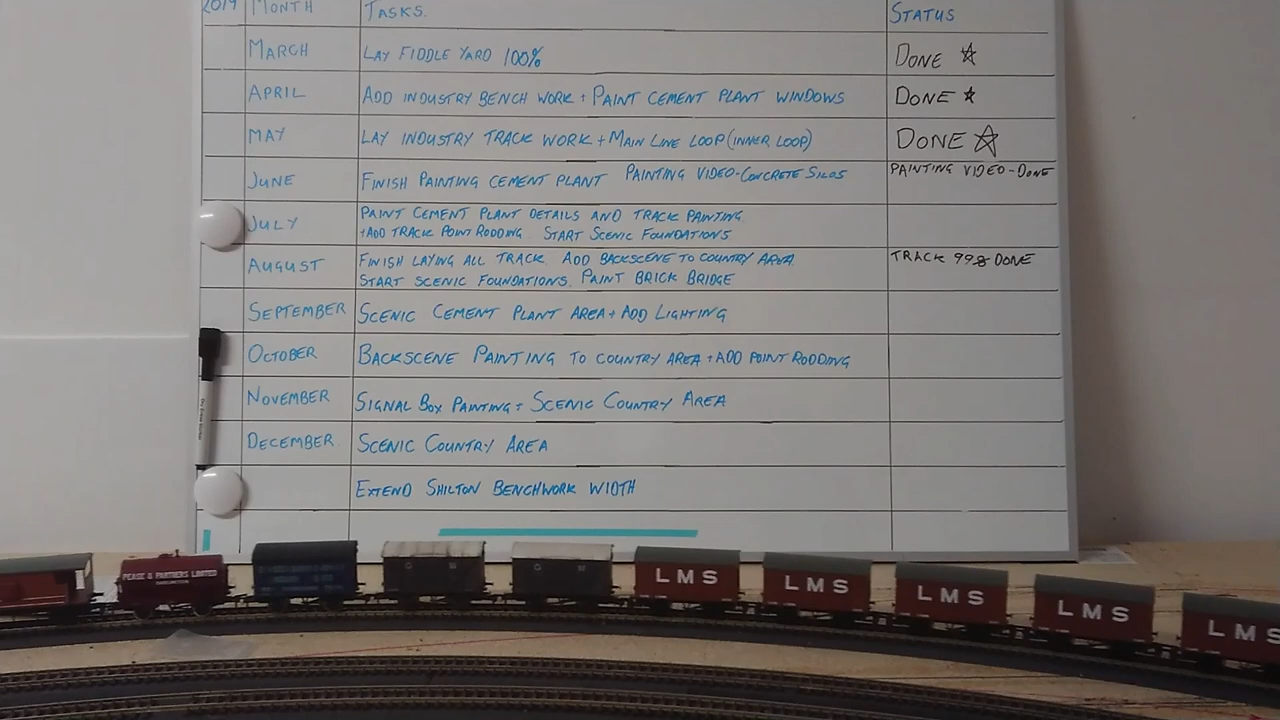 2019 MONTH TASKS. STATUS
MARCH LAY FIDDLE YARD 100% DONE
APRIL ADD INDUSTRY BENCH WORK + PAINT CEMENT PLANT WINDOWS DONE
MAY LAY INDUSTRY TRACK WORK + MAIN LINE LOOP (INNER LOOP) DONE
JUNE FINISH PAINTING CEMENT PLANT PAINTING VIDEO-CONCRETE SILOS PAINTING VIDEO-DONE
JULY PAINT CEMENT PLANT DETAILS AND TRACK PAINTING
+ADD TRACK POINT RODDING START SCENIC FOUNDATIONS
AUGUST FINISH LAYING ALL TRACK. ADD BACKSCENE TO COUNTRY AREA. TRACK 99% DONE
START SCENIC FOUNDATIONS. PAINT BRICK BRIDGE
SEPTEMBER SCENIC CEMENT PLANT AREA + ADD LIGHTING
OCTOBER BACKSCENE PAINTING TO COUNTRY AREA + ADD POINT RODDING
NOVEMBER SIGNAL BOX PAINTING + SCENIC COUNTRY AREA
DECEMBER. SCENIC COUNTRY AREA
EXTEND SHILTON BENCHWORK WIDTH
PEASE & PARTNERS LIMITED
DARLINGTON
G W
G W
LMS
LMS
LMS
LMS
LMS